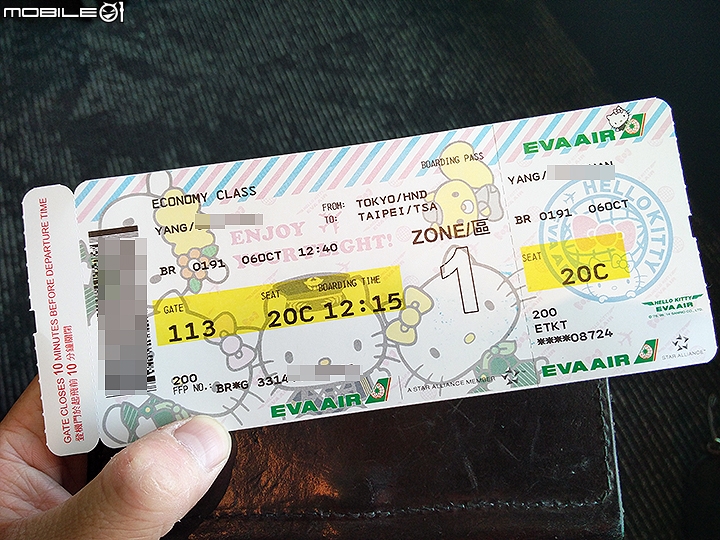 MOBILE01
GATE CLOSES 10 MINUTES BEFORE DEPARTURE TIME
登機門於起飛前 10 分鐘關閉
BOARDING PASS
ECONOMY CLASS
FROM: TOKYO/HND
TO: TAIPEI/TSA
YANG/
ENJOY
YOUR FLIGHT!
ZONE/區
1
BR 0191 06OCT 12:40
GATE SEAT BOARDING TIME
113 20C 12:15
200
FFP NO.: BR*G 3314
EVA AIR
A STAR ALLIANCE MEMBER
EVA AIR
YANG/
HELLO KITTY
BR 0191 06OCT
SEAT
20C
HELLO KITTY
EVA AIR
200
ETKT
****08724
EVA AIR
STAR ALLIANCE